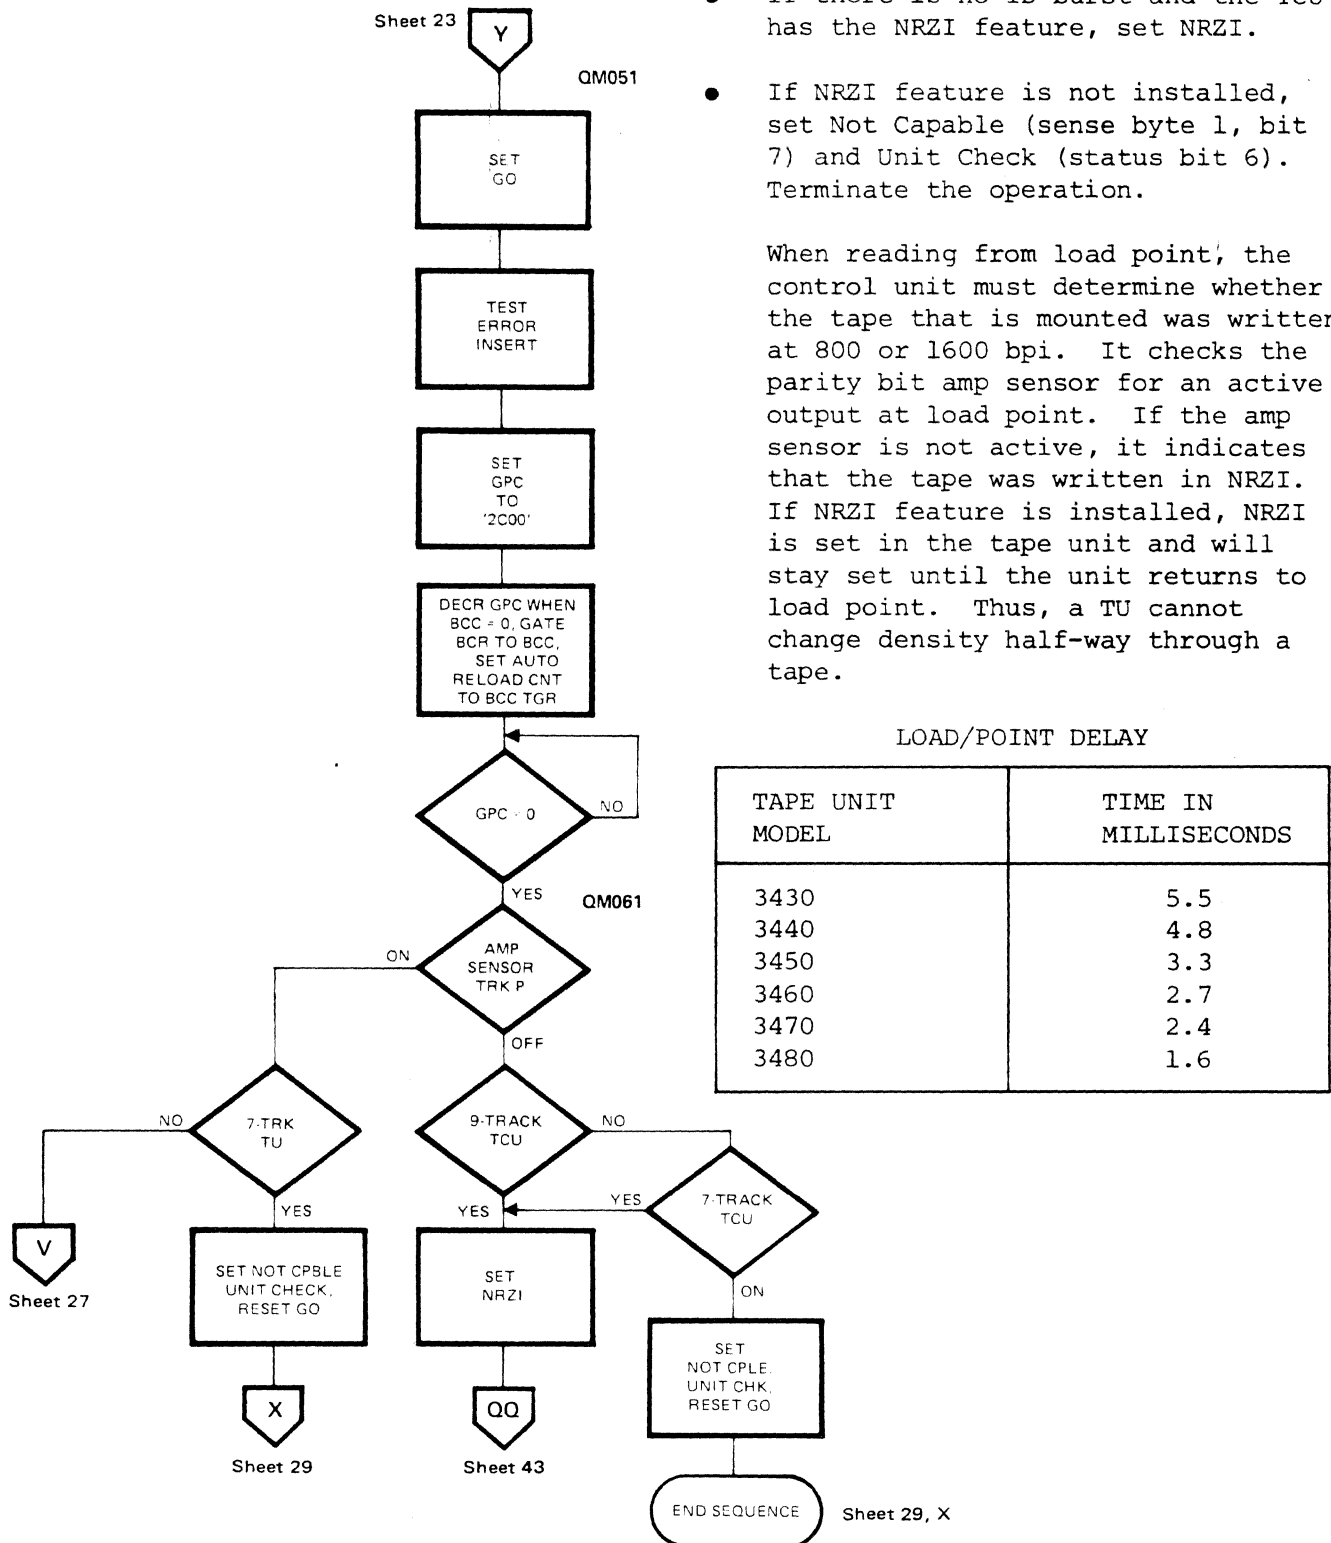 Sheet 23
Y
QM051
SET
GO
TEST
ERROR
INSERT
SET
GPC
TO
'2C00'
DECR GPC WHEN
BCC = 0, GATE
BCR TO BCC,
SET AUTO
RELOAD CNT
TO BCC TGR
GPC = 0
NO
YES
QM061
AMP
SENSOR
TRK P
ON
OFF
7-TRK
TU
NO
YES
9-TRACK
TCU
NO
YES
7-TRACK
TCU
YES
ON
V
Sheet 27
SET NOT CPBLE
UNIT CHECK,
RESET GO
X
Sheet 29
SET
NRZI
QQ
Sheet 43
SET
NOT CPLE.
UNIT CHK,
RESET GO
END SEQUENCE
Sheet 29, X
has the NRZI feature, set NRZI.
● If NRZI feature is not installed,
set Not Capable (sense byte 1, bit
7) and Unit Check (status bit 6).
Terminate the operation.
When reading from load point, the
control unit must determine whether
the tape that is mounted was written
at 800 or 1600 bpi. It checks the
parity bit amp sensor for an active
output at load point. If the amp
sensor is not active, it indicates
that the tape was written in NRZI.
If NRZI feature is installed, NRZI
is set in the tape unit and will
stay set until the unit returns to
load point. Thus, a TU cannot
change density half-way through a
tape.
LOAD/POINT DELAY
TAPE UNIT MODEL TIME IN MILLISECONDS
3430 5.5
3440 4.8
3450 3.3
3460 2.7
3470 2.4
3480 1.6